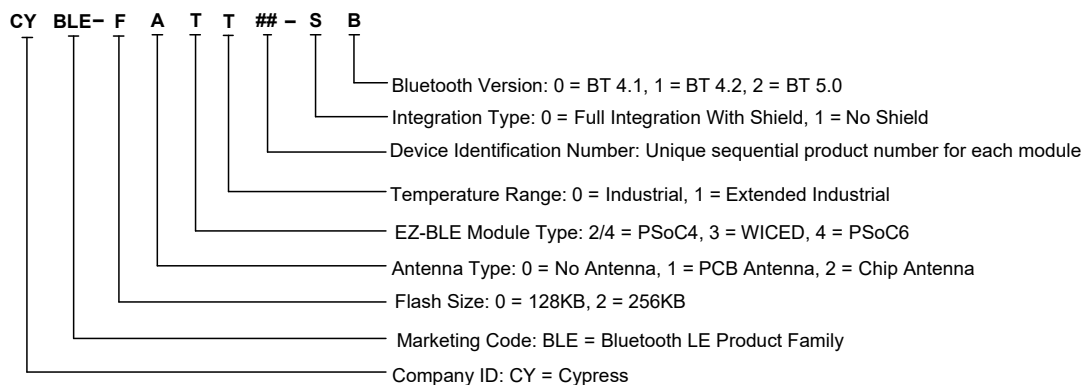 CY BLE – F A T T ## – S B
Bluetooth Version: 0 = BT 4.1, 1 = BT 4.2, 2 = BT 5.0
Integration Type: 0 = Full Integration With Shield, 1 = No Shield
Device Identification Number: Unique sequential product number for each module
Temperature Range: 0 = Industrial, 1 = Extended Industrial
EZ-BLE Module Type: 2/4 = PSoC4, 3 = WICED, 4 = PSoC6
Antenna Type: 0 = No Antenna, 1 = PCB Antenna, 2 = Chip Antenna
Flash Size: 0 = 128KB, 2 = 256KB
Marketing Code: BLE = Bluetooth LE Product Family
Company ID: CY = Cypress